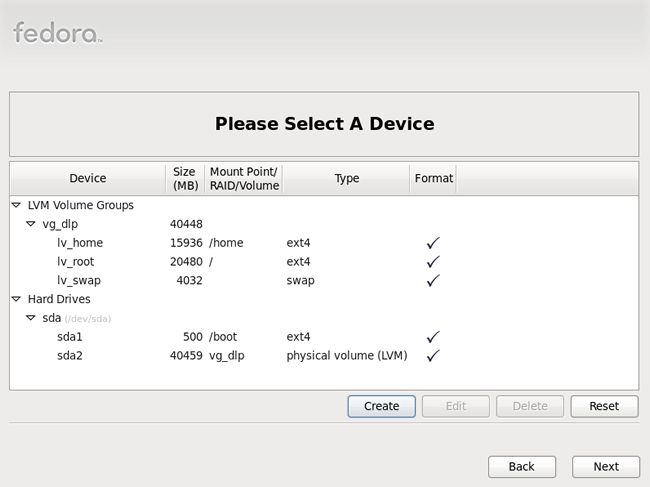 fedora™
Please Select A Device
Device Size (MB) Mount Point/ RAID/Volume Type Format
LVM Volume Groups
vg_dlp 40448
lv_home 15936 /home ext4 ✓
lv_root 20480 / ext4 ✓
lv_swap 4032 swap ✓
Hard Drives
sda (/dev/sda)
sda1 500 /boot ext4 ✓
sda2 40459 vg_dlp physical volume (LVM) ✓
Create Edit Delete Reset
Back Next